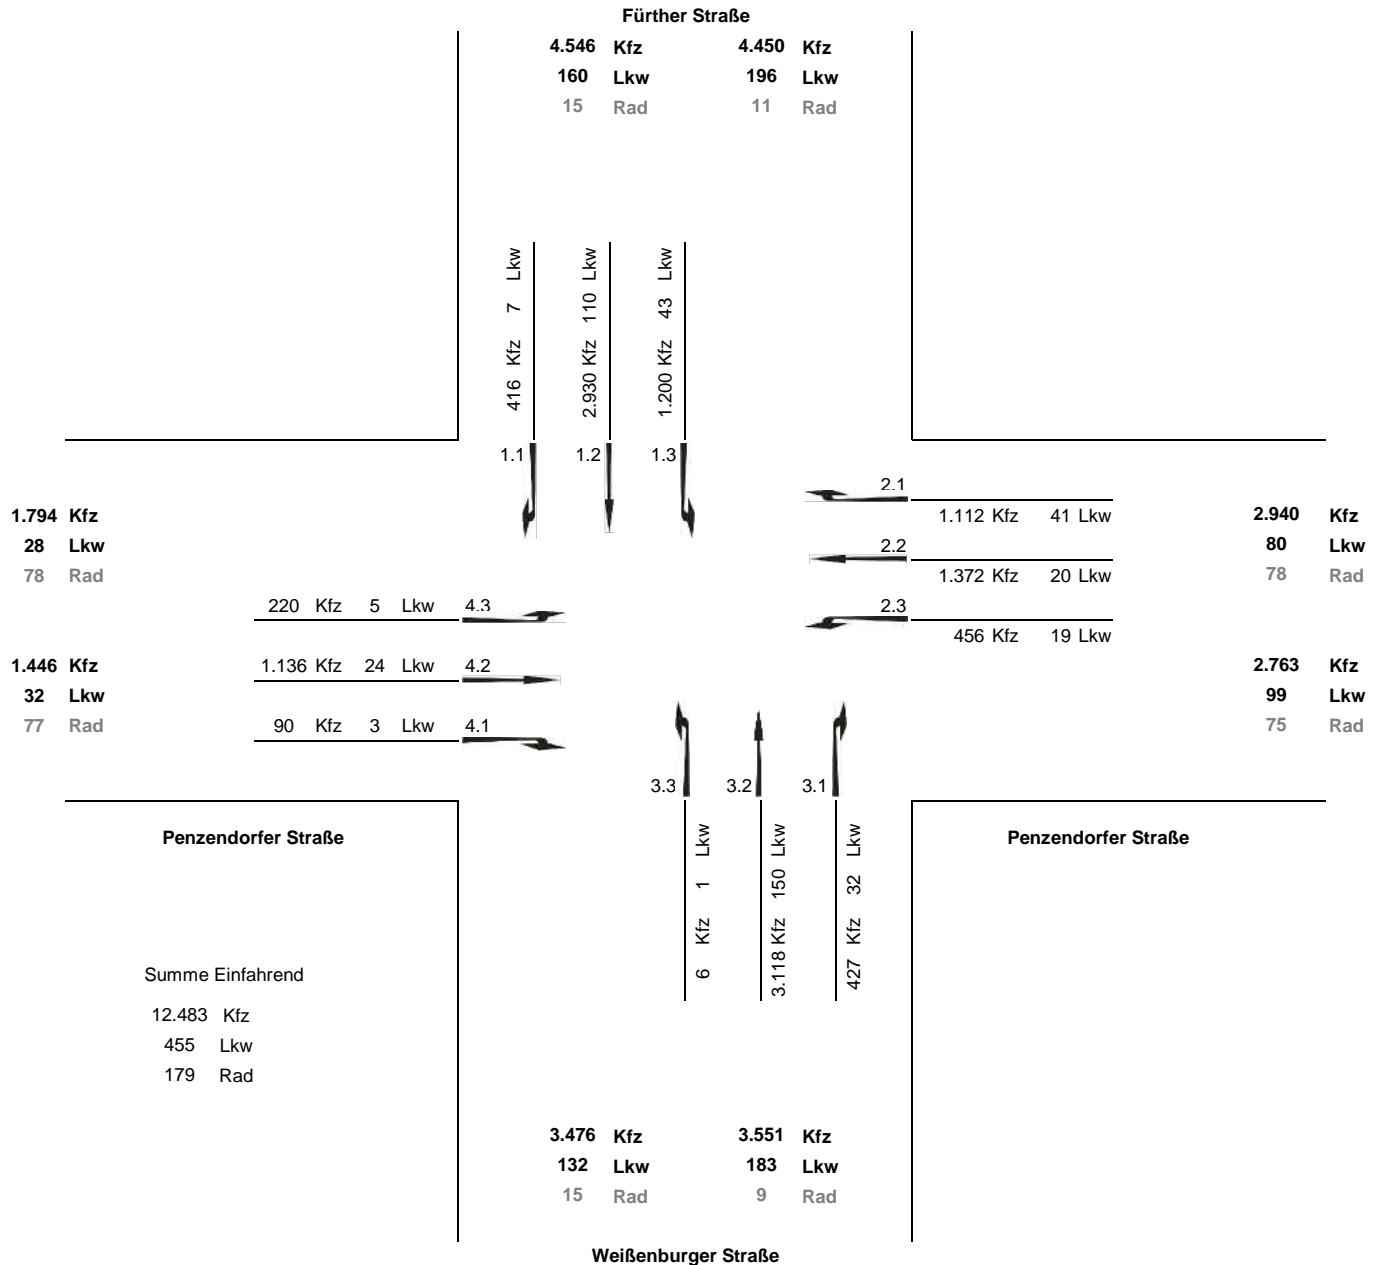 Fürther Straße
4.546 Kfz 4.450 Kfz
160 Lkw 196 Lkw
15 Rad 11 Rad
416 Kfz 7 Lkw
2.930 Kfz 110 Lkw
1.200 Kfz 43 Lkw
1.1 1.2 1.3
2.1
1.112 Kfz 41 Lkw
2.2
1.372 Kfz 20 Lkw
2.3
456 Kfz 19 Lkw
1.794 Kfz
28 Lkw
78 Rad
2.940 Kfz
80 Lkw
78 Rad
220 Kfz 5 Lkw 4.3
1.136 Kfz 24 Lkw 4.2
90 Kfz 3 Lkw 4.1
1.446 Kfz
32 Lkw
77 Rad
2.763 Kfz
99 Lkw
75 Rad
3.3 3.2 3.1
6 Kfz 1 Lkw
3.118 Kfz 150 Lkw
427 Kfz 32 Lkw
Penzendorfer Straße
Penzendorfer Straße
Summe Einfahrend
12.483 Kfz
455 Lkw
179 Rad
3.476 Kfz 3.551 Kfz
132 Lkw 183 Lkw
15 Rad 9 Rad
Weißenburger Straße